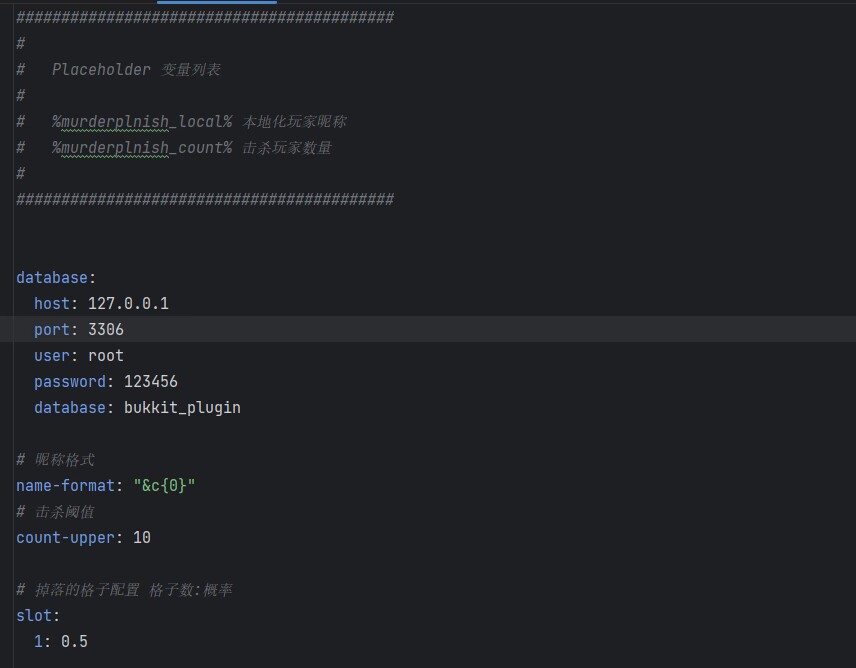 ##########################################
#
#   Placeholder 变量列表
#
#   %murderplnish_local% 本地化玩家昵称
#   %murderplnish_count% 击杀玩家数量
#
##########################################
database:
  host: 127.0.0.1
  port: 3306
  user: root
  password: 123456
  database: bukkit_plugin
# 昵称格式
name-format: "&c{0}"
# 击杀阈值
count-upper: 10
# 掉落的格子配置 格子数:概率
slot:
  1: 0.5